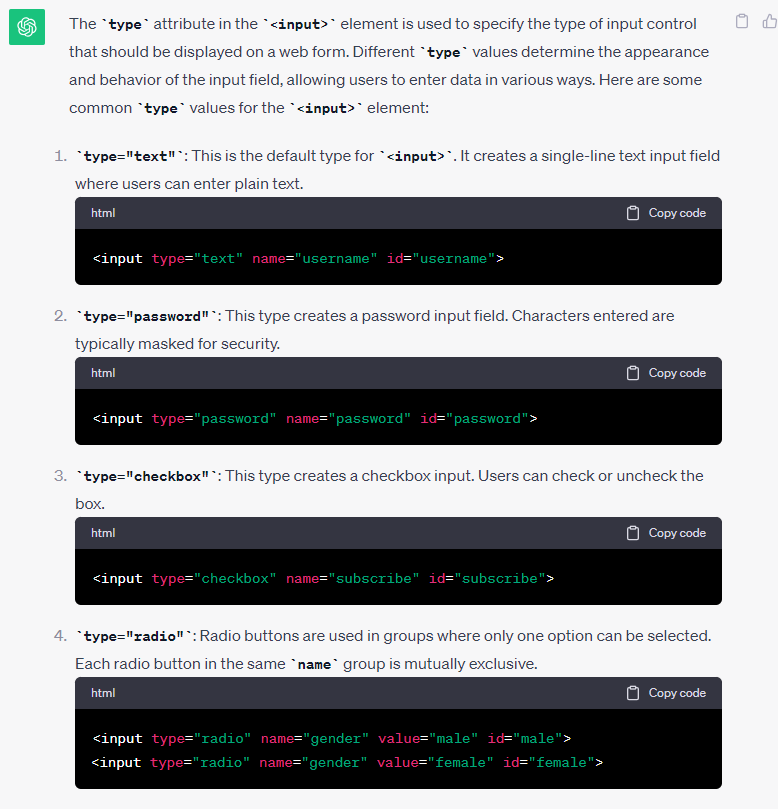 The `type` attribute in the `<input>` element is used to specify the type of input control
that should be displayed on a web form. Different `type` values determine the appearance
and behavior of the input field, allowing users to enter data in various ways. Here are some
common `type` values for the `<input>` element:
1. `type="text"`: This is the default type for `<input>`. It creates a single-line text input field
where users can enter plain text.
html Copy code
<input type="text" name="username" id="username">
2. `type="password"`: This type creates a password input field. Characters entered are
typically masked for security.
html Copy code
<input type="password" name="password" id="password">
3. `type="checkbox"`: This type creates a checkbox input. Users can check or uncheck the
box.
html Copy code
<input type="checkbox" name="subscribe" id="subscribe">
4. `type="radio"`: Radio buttons are used in groups where only one option can be selected.
Each radio button in the same `name` group is mutually exclusive.
html Copy code
<input type="radio" name="gender" value="male" id="male">
<input type="radio" name="gender" value="female" id="female">